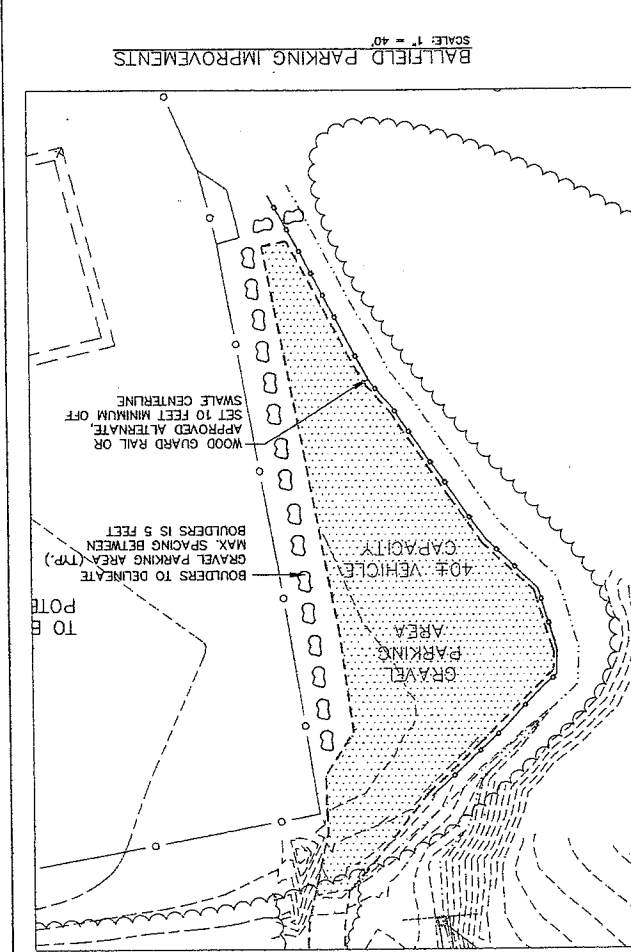 GRAVEL
PARKING
AREA
40± VEHICLE
CAPACITY
TO B
POTE
BOULDERS TO DELINEATE
GRAVEL PARKING AREA (TYP.)
MAX. SPACING BETWEEN
BOULDERS IS 5 FEET
WOOD GUARD RAIL OR
APPROVED ALTERNATE,
SET 10 FEET MINIMUM OFF
SWALE CENTERLINE
BALLFIELD PARKING IMPROVEMENTS
SCALE: 1" = 40'